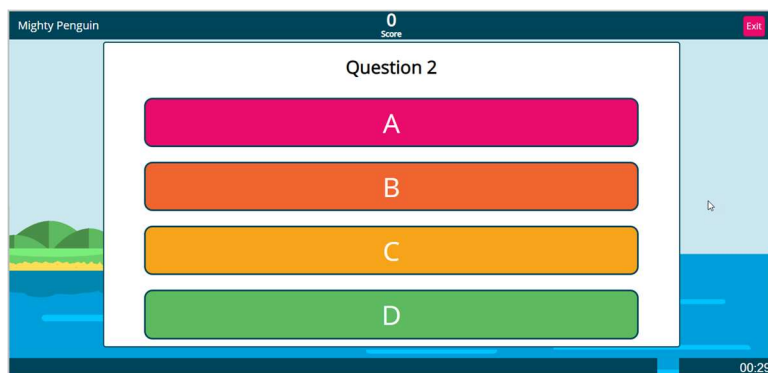 Mighty Penguin
0
Score
Exit
Question 2
A
B
C
D
00:29